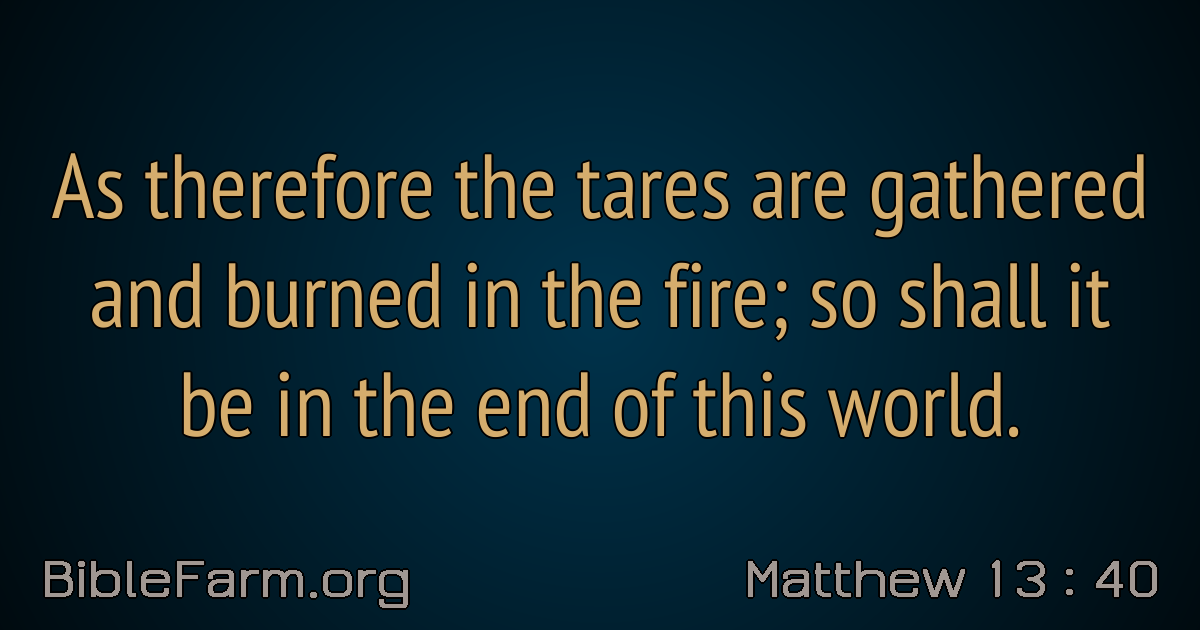 As therefore the tares are gathered
and burned in the fire; so shall it
be in the end of this world.
BibleFarm.org
Matthew 13 : 40